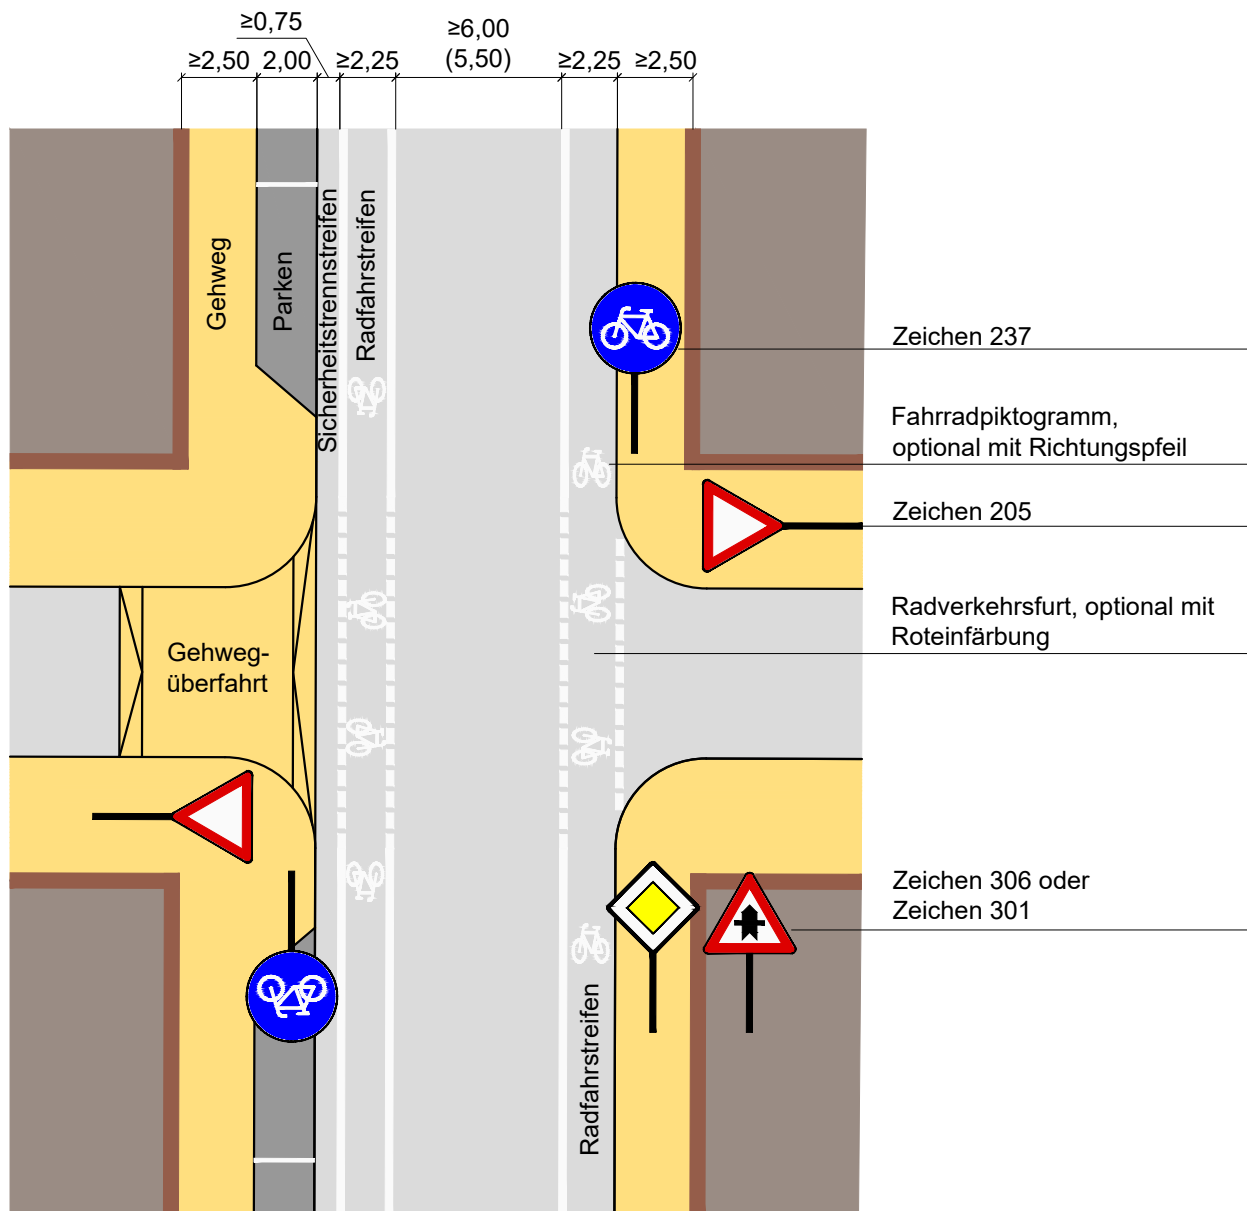 ≥0,75
≥6,00
(5,50)
≥2,50 2,00 ≥2,25 ≥2,25 ≥2,50
Gehweg
Parken
Sicherheitstrennstreifen
Radfahrstreifen
Zeichen 237
Fahrradpiktogramm,
optional mit Richtungspfeil
Zeichen 205
Radverkehrsfurt, optional mit
Roteinfärbung
Gehweg-
überfahrt
Zeichen 306 oder
Zeichen 301
Radfahrstreifen